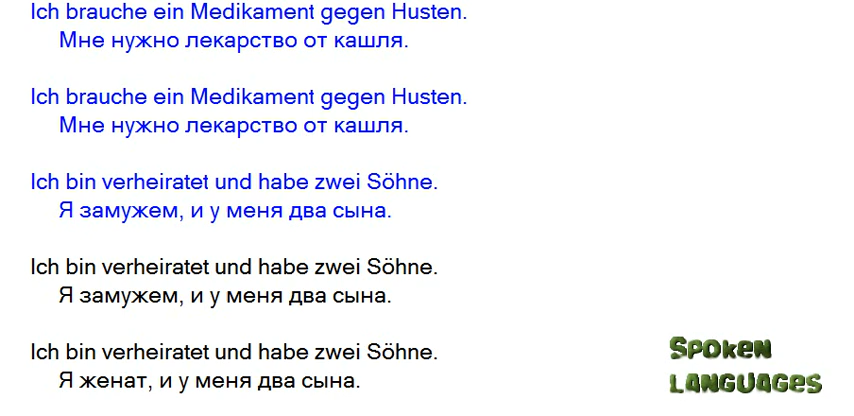 Ich brauche ein Medikament gegen Husten.
Мне нужно лекарство от кашля.
Ich brauche ein Medikament gegen Husten.
Мне нужно лекарство от кашля.
Ich bin verheiratet und habe zwei Söhne.
Я замужем, и у меня два сына.
Ich bin verheiratet und habe zwei Söhne.
Я замужем, и у меня два сына.
Ich bin verheiratet und habe zwei Söhne.
Я женат, и у меня два сына.
Spoken
Languages